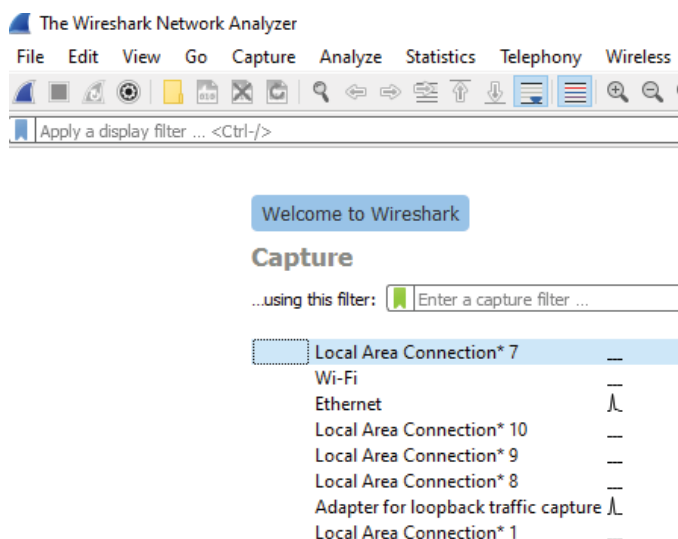 The Wireshark Network Analyzer
File Edit View Go Capture Analyze Statistics Telephony Wireless
Apply a display filter ... <Ctrl-/>
Welcome to Wireshark
Capture
...using this filter: Enter a capture filter ...
Local Area Connection* 7
Wi-Fi
Ethernet
Local Area Connection* 10
Local Area Connection* 9
Local Area Connection* 8
Adapter for loopback traffic capture
Local Area Connection* 1